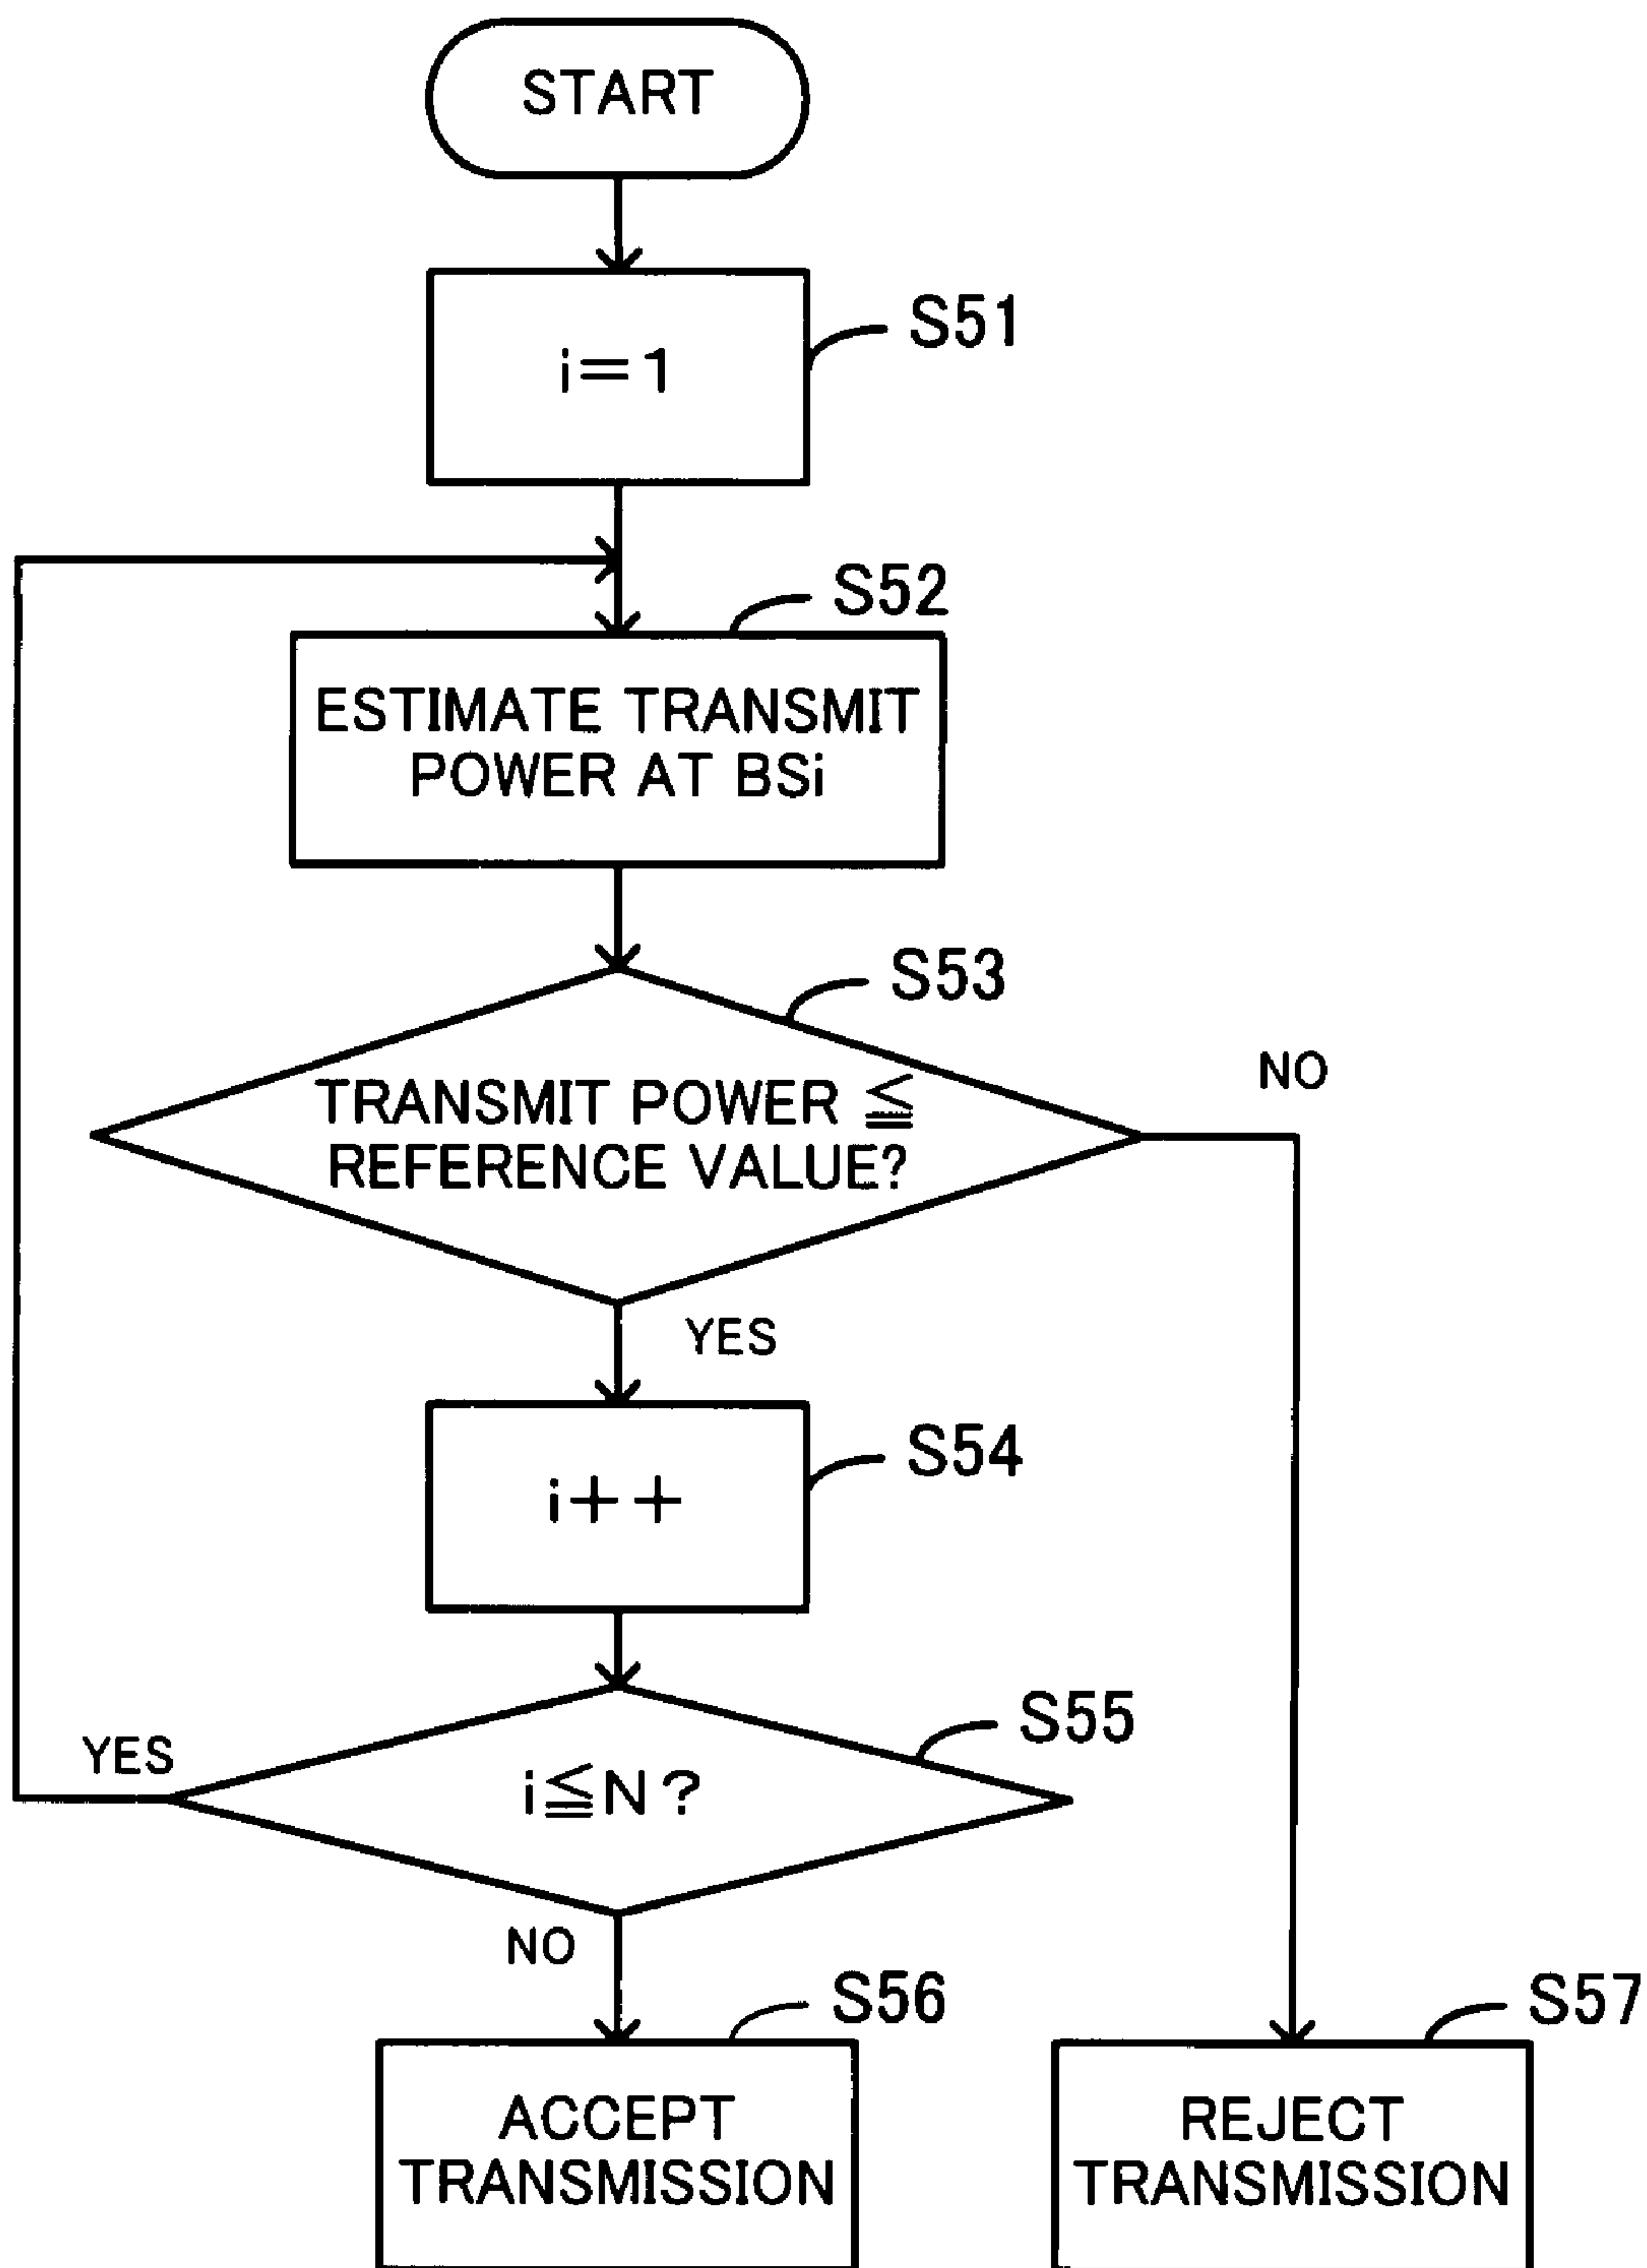 START
i=1
S51
S52
ESTIMATE TRANSMIT
POWER AT BSi
S53
TRANSMIT POWER ≦
REFERENCE VALUE?
NO
YES
i++
S54
S55
YES
i≦N?
NO
S56
ACCEPT
TRANSMISSION
S57
REJECT
TRANSMISSION